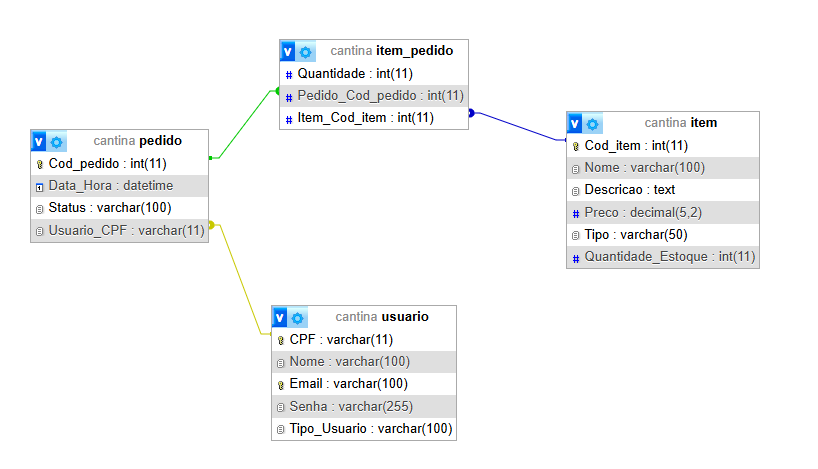 v cantina item_pedido
# Quantidade : int(11)
# Pedido_Cod_pedido : int(11)
# Item_Cod_item : int(11)
v cantina item
Cod_item : int(11)
Nome : varchar(100)
Descricao : text
# Preco : decimal(5,2)
Tipo : varchar(50)
# Quantidade_Estoque : int(11)
v cantina pedido
Cod_pedido : int(11)
Data_Hora : datetime
Status : varchar(100)
Usuario_CPF : varchar(11)
v cantina usuario
CPF : varchar(11)
Nome : varchar(100)
Email : varchar(100)
Senha : varchar(255)
Tipo_Usuario : varchar(100)